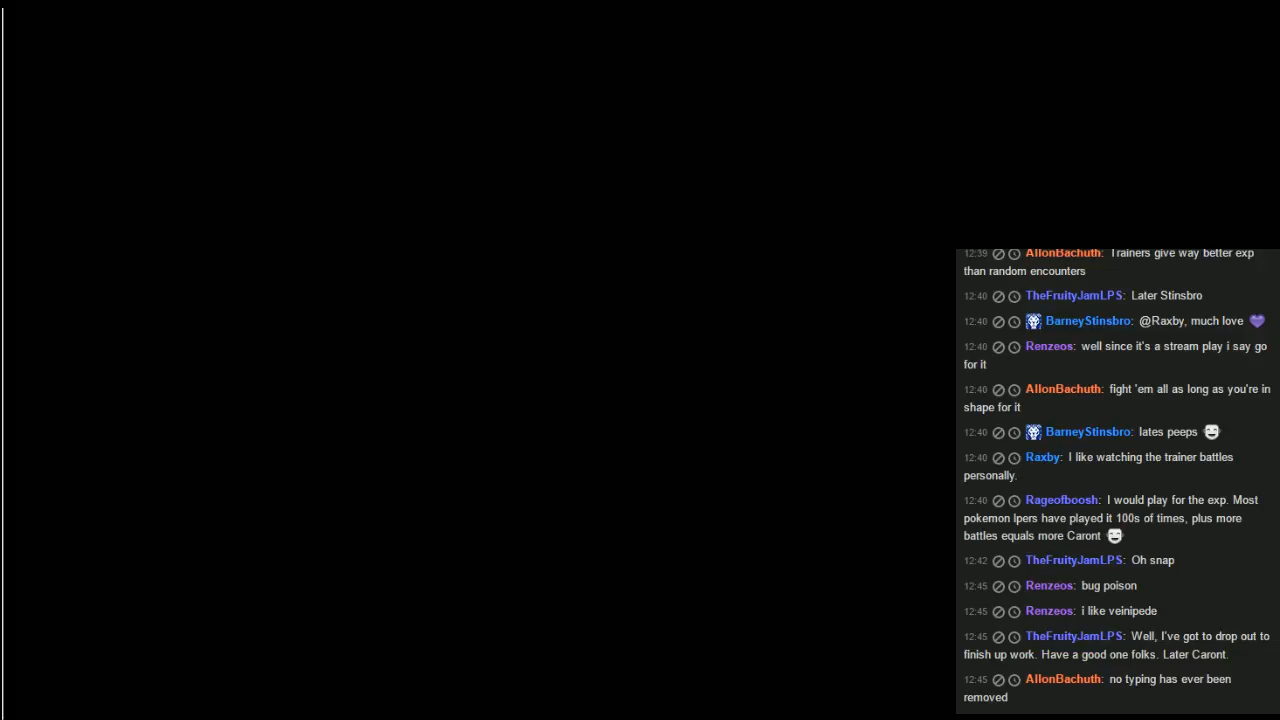 12:39 AllonBachuth: Trainers give way better exp
than random encounters
12:40 TheFruityJamLPS: Later Stinsbro
12:40 BarneyStinsbro: @Raxby, much love
12:40 Renzeos: well since it's a stream play i say go
for it
12:40 AllonBachuth: fight 'em all as long as you're in
shape for it
12:40 BarneyStinsbro: lates peeps
12:40 Raxby: I like watching the trainer battles
personally.
12:40 Rageofboosh: I would play for the exp. Most
pokemon lpers have played it 100s of times, plus more
battles equals more Caront
12:42 TheFruityJamLPS: Oh snap
12:45 Renzeos: bug poison
12:45 Renzeos: i like veinipede
12:45 TheFruityJamLPS: Well, I've got to drop out to
finish up work. Have a good one folks. Later Caront.
12:45 AllonBachuth: no typing has ever been
removed